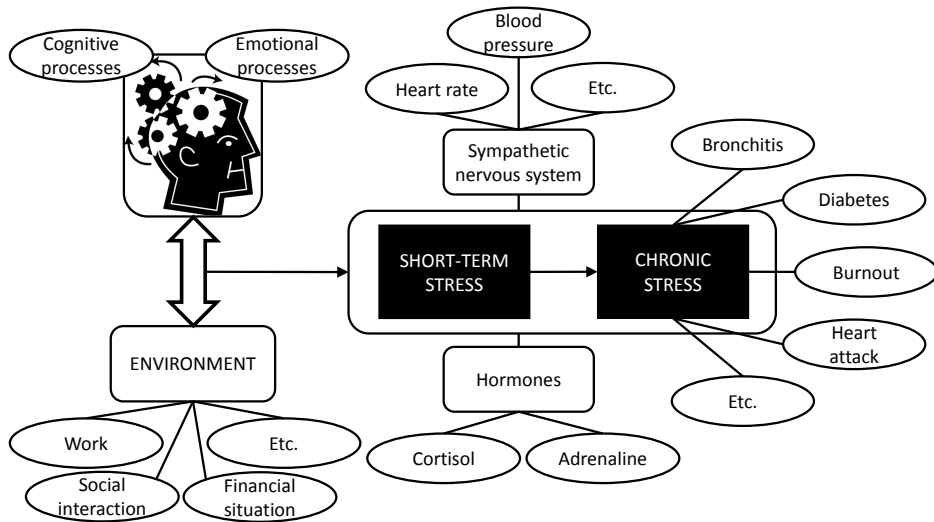 Cognitive
processes
Emotional
processes
Blood
pressure
Heart rate
Etc.
Sympathetic
nervous system
Bronchitis
Diabetes
SHORT-TERM
STRESS
CHRONIC
STRESS
Burnout
Heart
attack
Etc.
ENVIRONMENT
Hormones
Work
Etc.
Social
interaction
Financial
situation
Cortisol
Adrenaline